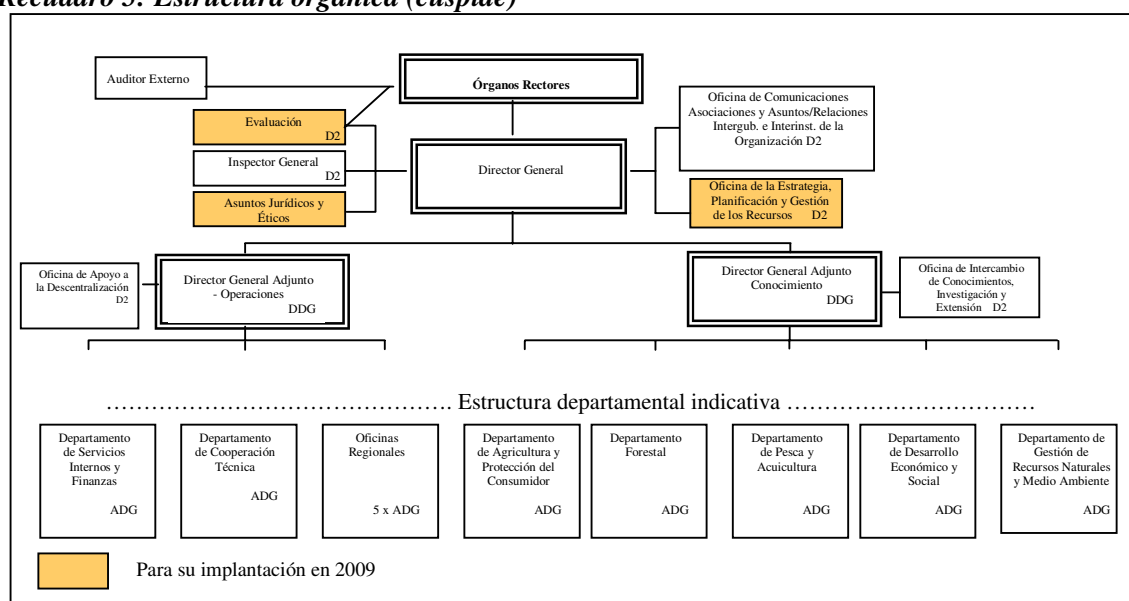 Recuadro 3: Estructura orgánica (cúspide)
Auditor Externo
Órganos Rectores
Oficina de Comunicaciones
Asociaciones y Asuntos/Relaciones
Intergub. e Interinst. de la
Organización D2
Evaluación
D2
Inspector General
D2
Director General
Asuntos Jurídicos y
Éticos
Oficina de la Estrategia,
Planificación y Gestión
de los Recursos D2
Oficina de Apoyo a
la Descentralización
D2
Director General Adjunto
- Operaciones
DDG
Director General Adjunto
Conocimiento
DDG
Oficina de Intercambio
de Conocimientos,
Investigación y
Extensión D2
…………………………………………. Estructura departamental indicativa ……………………………
Departamento
de Servicios
Internos y
Finanzas
ADG
Departamento
de Cooperación
Técnica
ADG
Oficinas
Regionales
5 x ADG
Departamento
de Agricultura y
Protección del
Consumidor
ADG
Departamento
Forestal
ADG
Departamento
de Pesca y
Acuicultura
ADG
Departamento
de Desarrollo
Económico y
Social
ADG
Departamento de
Gestión de
Recursos Naturales
y Medio Ambiente
ADG
Para su implantación en 2009